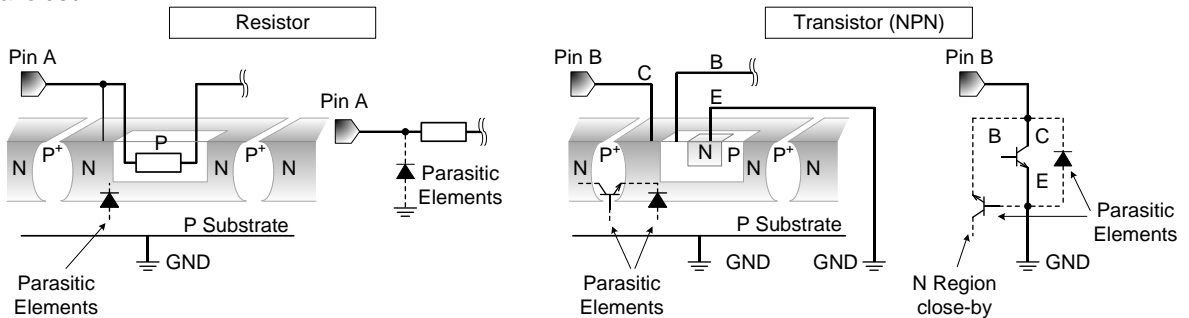 Resistor
Transistor (NPN)
Pin A
Pin A
N
P+
N
P
N
P+
N
Parasitic
Elements
P Substrate
GND
Parasitic
Elements
Pin B
C
B
E
N
P+
N
N
P
P+
N
P Substrate
GND
GND
Parasitic
Elements
Pin B
B
C
E
Parasitic
Elements
GND
N Region
close-by